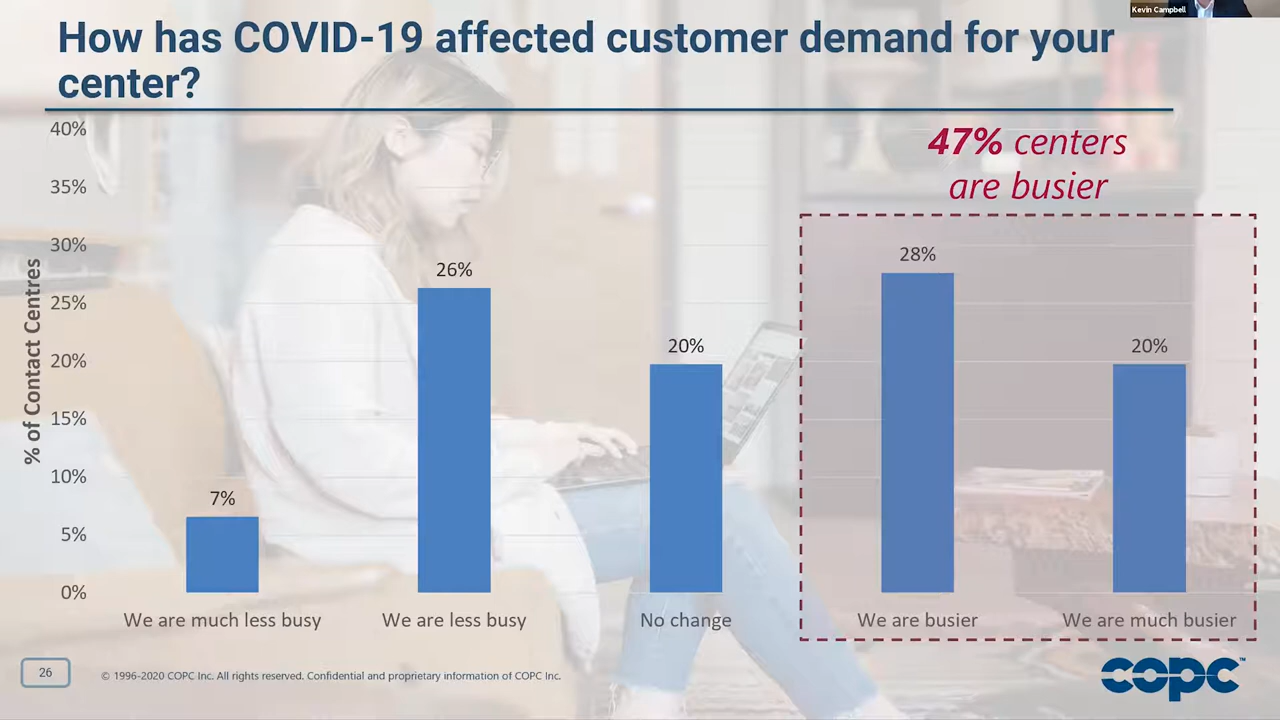 Kevin Campbell
How has COVID-19 affected customer demand for your
center?
47% centers
are busier
% of Contact Centres
40%
35%
30%
25%
20%
15%
10%
5%
0%
7%
26%
20%
28%
20%
We are much less busy
We are less busy
No change
We are busier
We are much busier
26
© 1996-2020 COPC Inc. All rights reserved. Confidential and proprietary information of COPC Inc.
copc™